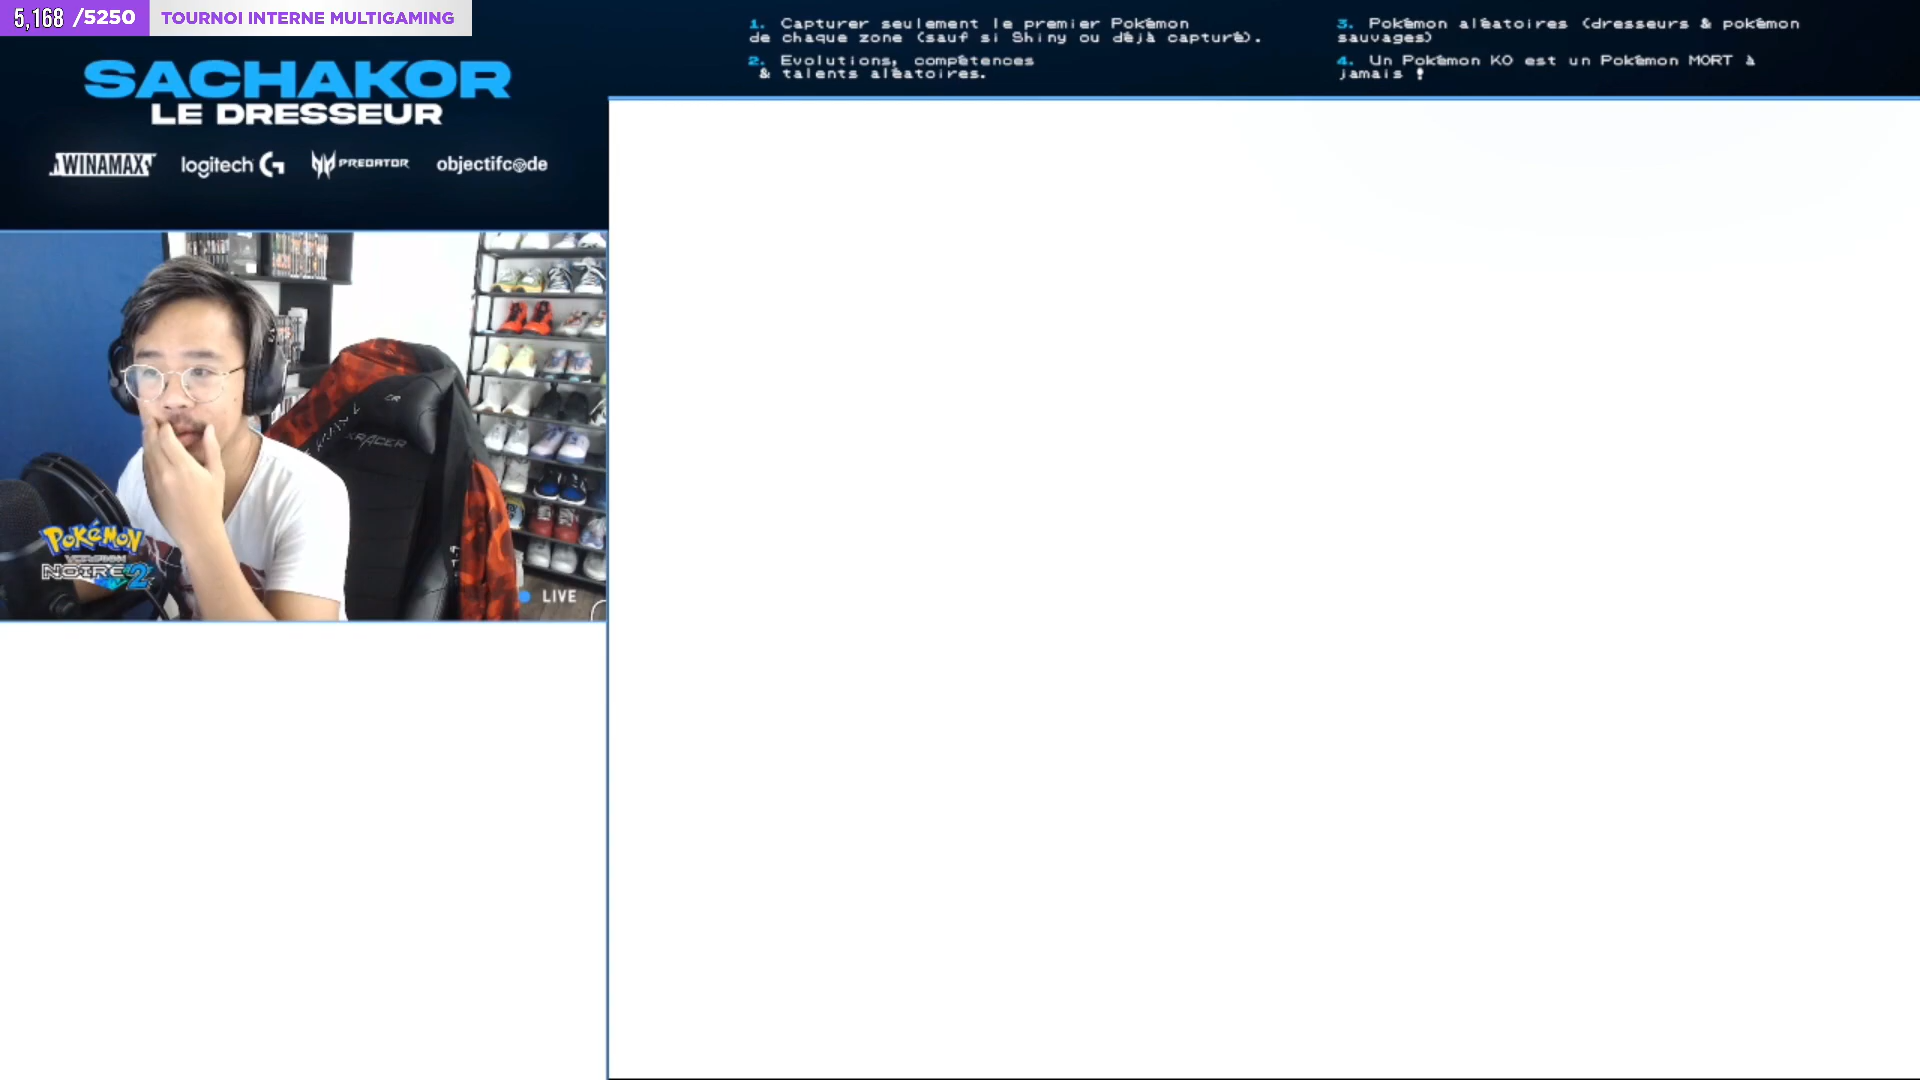 5,168 /5250 TOURNOI INTERNE MULTIGAMING
SACHAKOR
LE DRESSEUR
WINAMAX logitech G PREDATOR objectifcode
1. Capturer seulement le premier Pokémon
de chaque zone (sauf si Shiny ou déjà capturé).
2. Evolutions, compétences
& talents aléatoires.
3. Pokémon aléatoires (dresseurs & pokémon
sauvages)
4. Un Pokémon KO est un Pokémon MORT à
jamais !
XRACER
POKÉMON
VERSION
NOIRE 2
LIVE